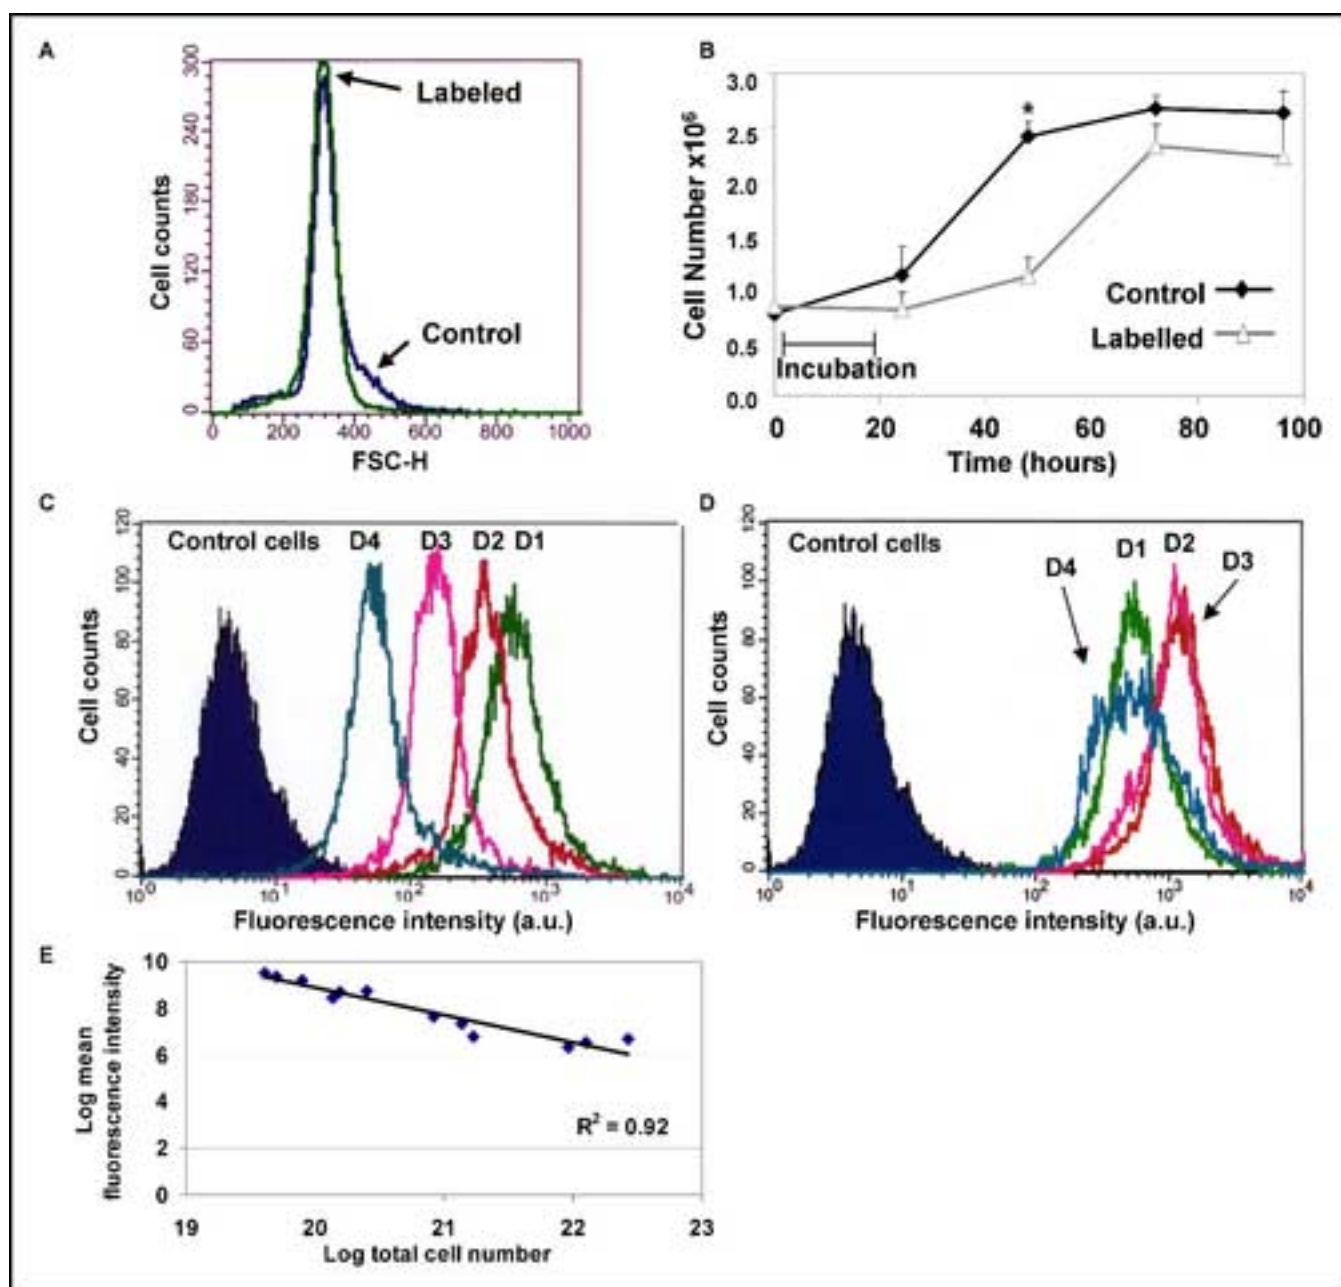 A
300
240
180
120
60
0
Cell counts
Labeled
Control
0 200 400 600 800 1000
FSC-H
B
3.0
2.5
2.0
1.5
1.0
0.5
0.0
Cell Number x10⁶
*
Control
Labelled
Incubation
0 20 40 60 80 100
Time (hours)
C
120
100
80
60
40
20
0
Cell counts
Control cells D4 D3 D2 D1
10⁰ 10¹ 10² 10³ 10⁴
Fluorescence intensity (a.u.)
D
120
100
80
60
40
20
0
Cell counts
Control cells
D4
D1
D2
D3
10⁰ 10¹ 10² 10³ 10⁴
Fluorescence intensity (a.u.)
E
10
8
6
4
2
0
Log mean
fluorescence intensity
R² = 0.92
19 20 21 22 23
Log total cell number